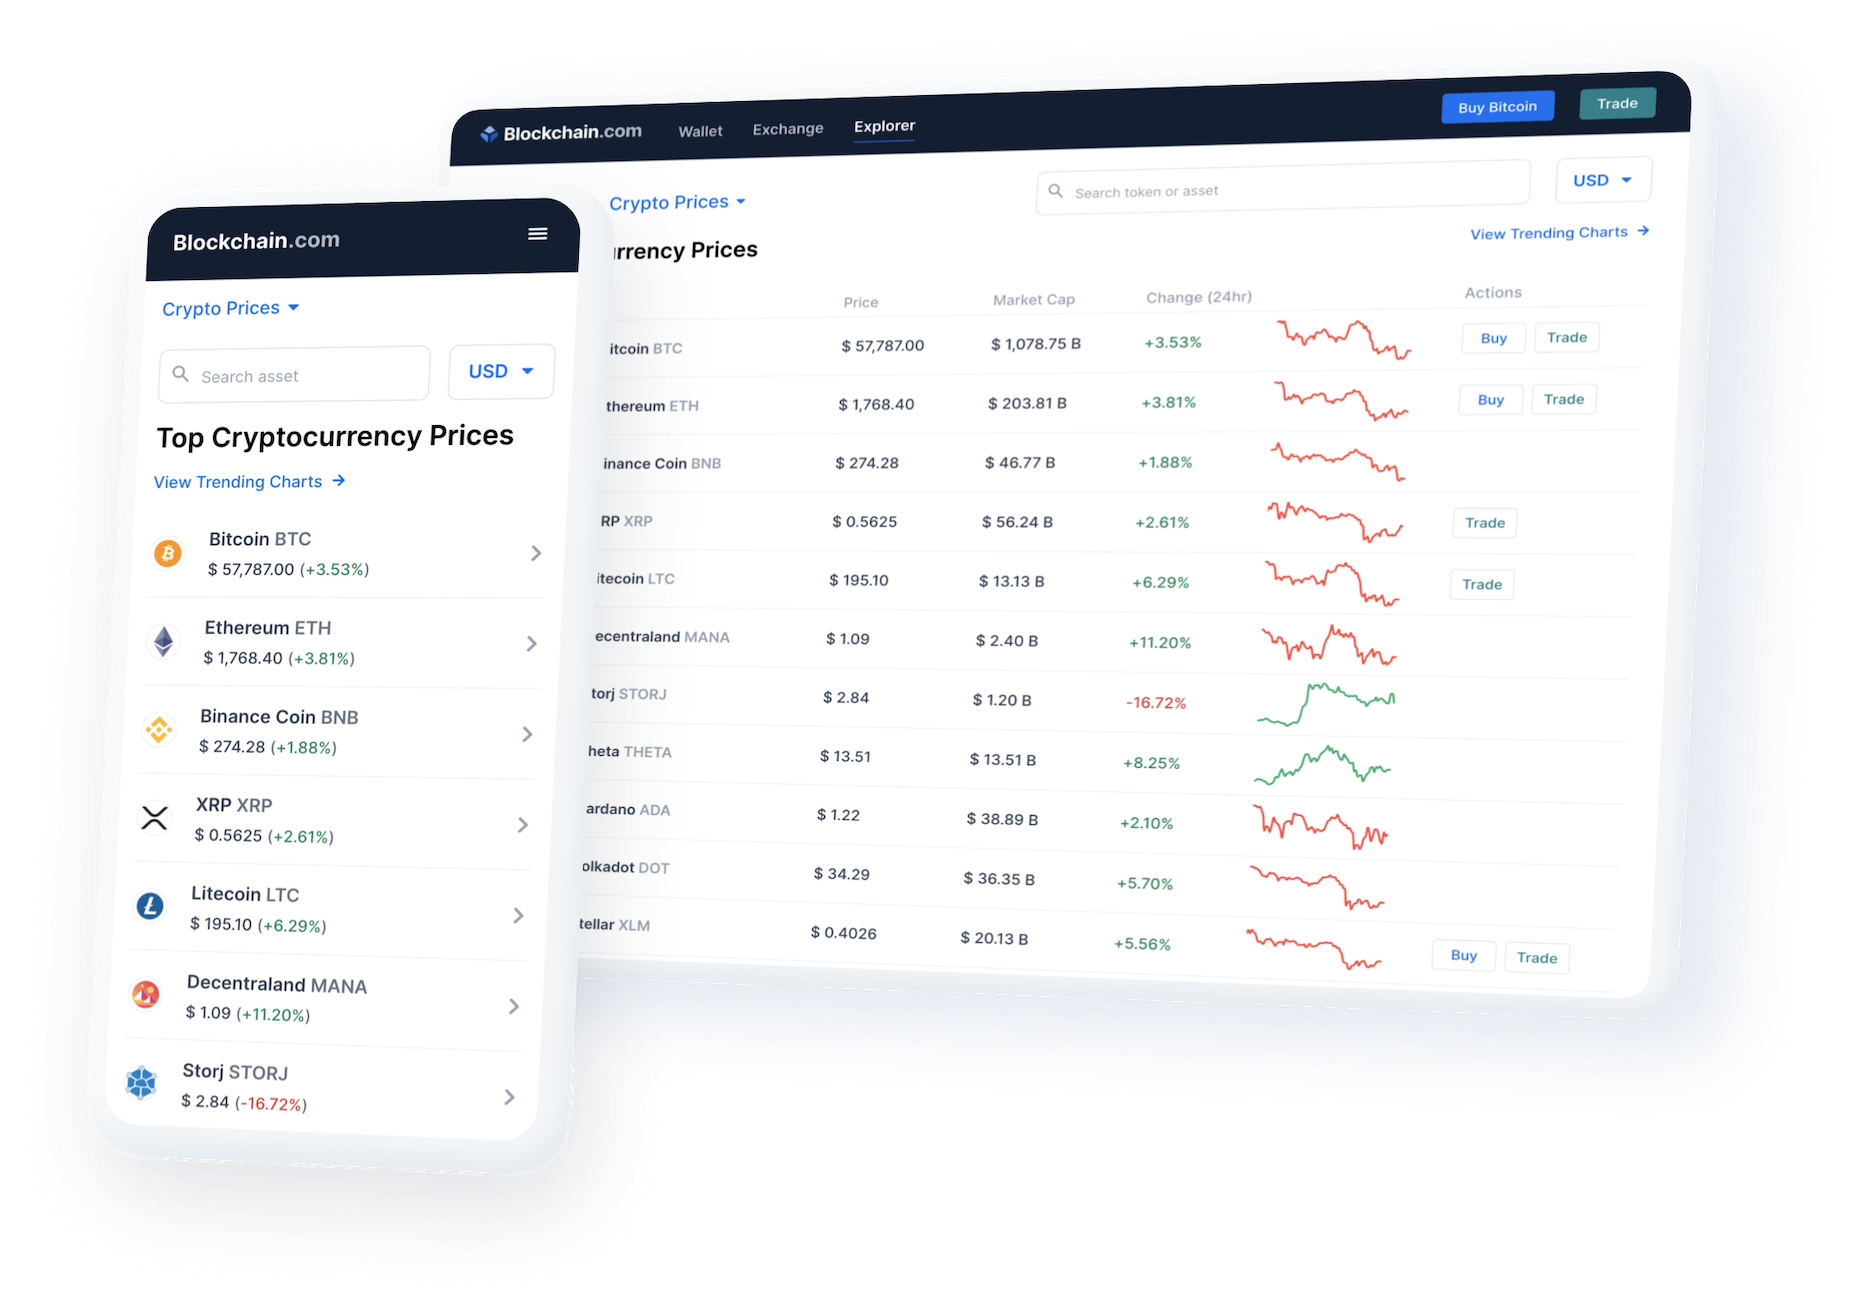 Blockchain.com
Crypto Prices
Search asset
USD
Top Cryptocurrency Prices
View Trending Charts
Bitcoin BTC
$ 57,787.00 (+3.53%)
Ethereum ETH
$ 1,768.40 (+3.81%)
Binance Coin BNB
$ 274.28 (+1.88%)
XRP XRP
$ 0.5625 (+2.61%)
Litecoin LTC
$ 195.10 (+6.29%)
Decentraland MANA
$ 1.09 (+11.20%)
Storj STORJ
$ 2.84 (-16.72%)
Blockchain.com Wallet Exchange Explorer Buy Bitcoin Trade
Crypto Prices Search token or asset USD
View Trending Charts
urrency Prices
Price Market Cap Change (24hr) Actions
itcoin BTC $ 57,787.00 $ 1,078.75 B +3.53% Buy Trade
thereum ETH $ 1,768.40 $ 203.81 B +3.81% Buy Trade
inance Coin BNB $ 274.28 $ 46.77 B +1.88%
RP XRP $ 0.5625 $ 56.24 B +2.61% Trade
itecoin LTC $ 195.10 $ 13.13 B +6.29% Trade
ecentraland MANA $ 1.09 $ 2.40 B +11.20%
torj STORJ $ 2.84 $ 1.20 B -16.72%
heta THETA $ 13.51 $ 13.51 B +8.25%
ardano ADA $ 1.22 $ 38.89 B +2.10%
olkadot DOT $ 34.29 $ 36.35 B +5.70%
tellar XLM $ 0.4026 $ 20.13 B +5.56% Buy Trade